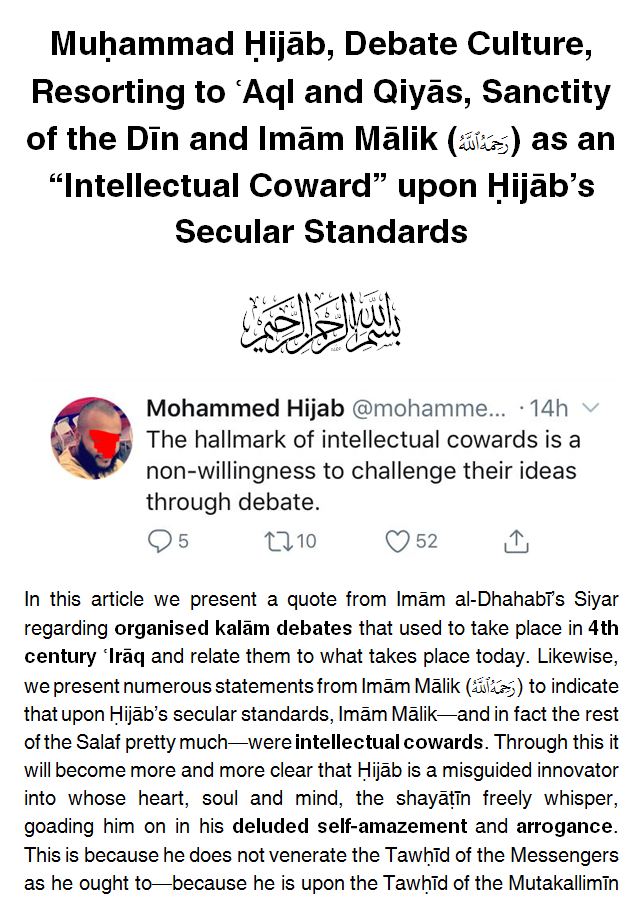 Muḥammad Ḥijāb, Debate Culture,
Resorting to ʿAql and Qiyās, Sanctity
of the Dīn and Imām Mālik (رَحِمَهُ اللَّهُ) as an
“Intellectual Coward” upon Ḥijāb’s
Secular Standards
بسم الله الرحمن الرحيم
Mohammed Hijab @mohamme... · 14h
The hallmark of intellectual cowards is a
non-willingness to challenge their ideas
through debate.
5 10 52
In this article we present a quote from Imām al-Dhahabī’s Siyar
regarding organised kalām debates that used to take place in 4th
century ʿIrāq and relate them to what takes place today. Likewise,
we present numerous statements from Imām Mālik (رَحِمَهُ اللَّهُ) to indicate
that upon Ḥijāb’s secular standards, Imām Mālik—and in fact the rest
of the Salaf pretty much—were intellectual cowards. Through this it
will become more and more clear that Ḥijāb is a misguided innovator
into whose heart, soul and mind, the shayāṭīn freely whisper,
goading him on in his deluded self-amazement and arrogance.
This is because he does not venerate the Tawḥīd of the Messengers
as he ought to—because he is upon the Tawḥīd of the Mutakallimīn